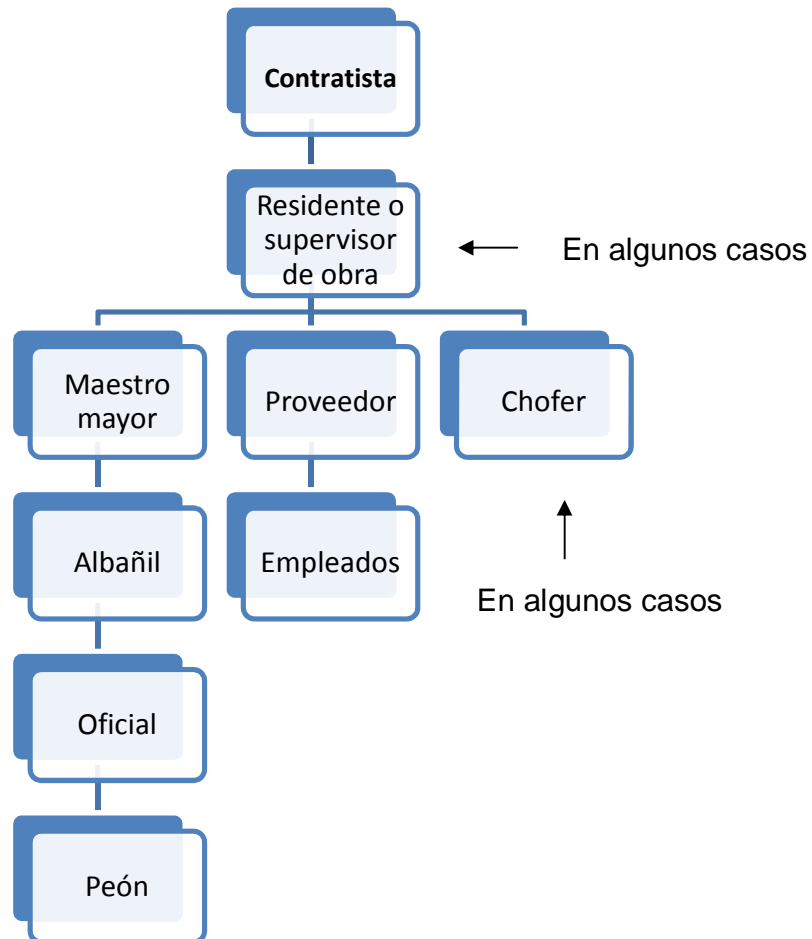 Contratista
Residente o
supervisor
de obra
En algunos casos
Maestro
mayor
Proveedor
Chofer
Albañil
Empleados
En algunos casos
Oficial
Peón